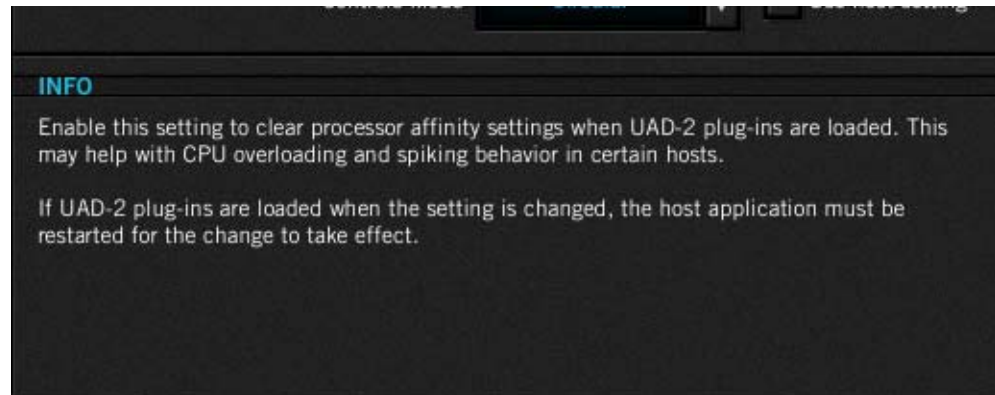 INFO
Enable this setting to clear processor affinity settings when UAD-2 plug-ins are loaded. This
may help with CPU overloading and spiking behavior in certain hosts.
If UAD-2 plug-ins are loaded when the setting is changed, the host application must be
restarted for the change to take effect.